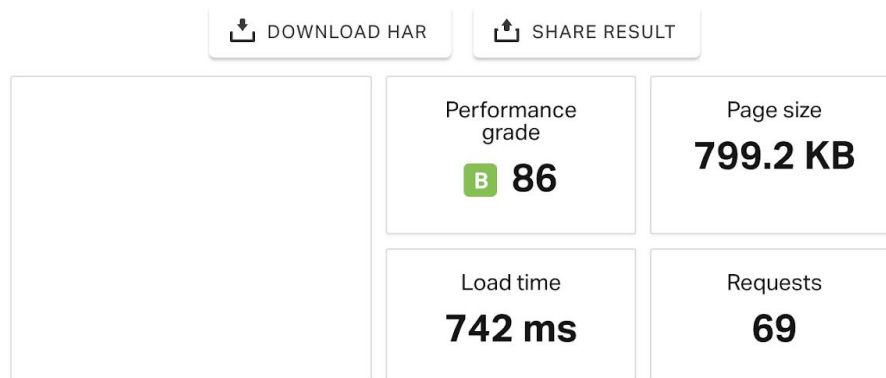 DOWNLOAD HAR
SHARE RESULT
Performance
grade
B 86
Page size
799.2 KB
Load time
742 ms
Requests
69